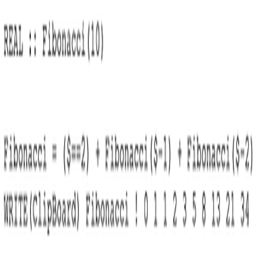 REAL :: Fibonacci(10)
Fibonacci = ($==2) + Fibonacci($-1) + Fibonacci($-2)
WRITE(ClipBoard) Fibonacci ! 0 1 1 2 3 5 8 13 21 34